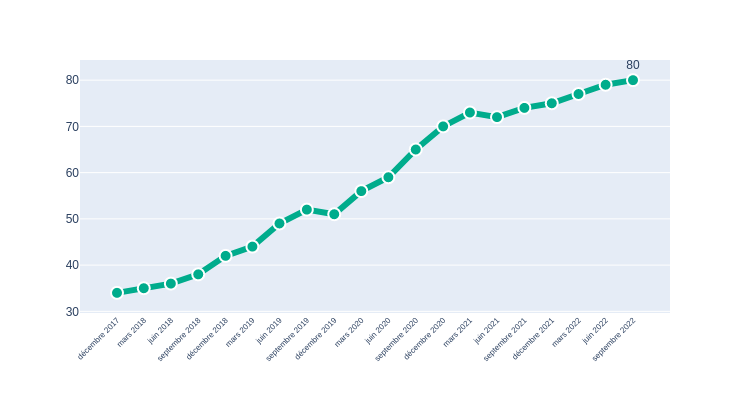 80
80
70
60
50
40
30
décembre 2017
mars 2018
juin 2018
septembre 2018
décembre 2018
mars 2019
juin 2019
septembre 2019
décembre 2019
mars 2020
juin 2020
septembre 2020
décembre 2020
mars 2021
juin 2021
septembre 2021
décembre 2021
mars 2022
juin 2022
septembre 2022